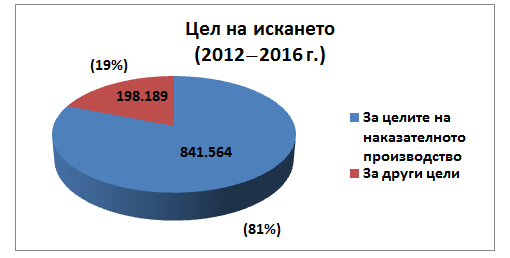 Цел на искането
(2012–2016 г.)
(19%)
198.189
841.564
(81%)
За целите на
наказателното
производство
За други цели